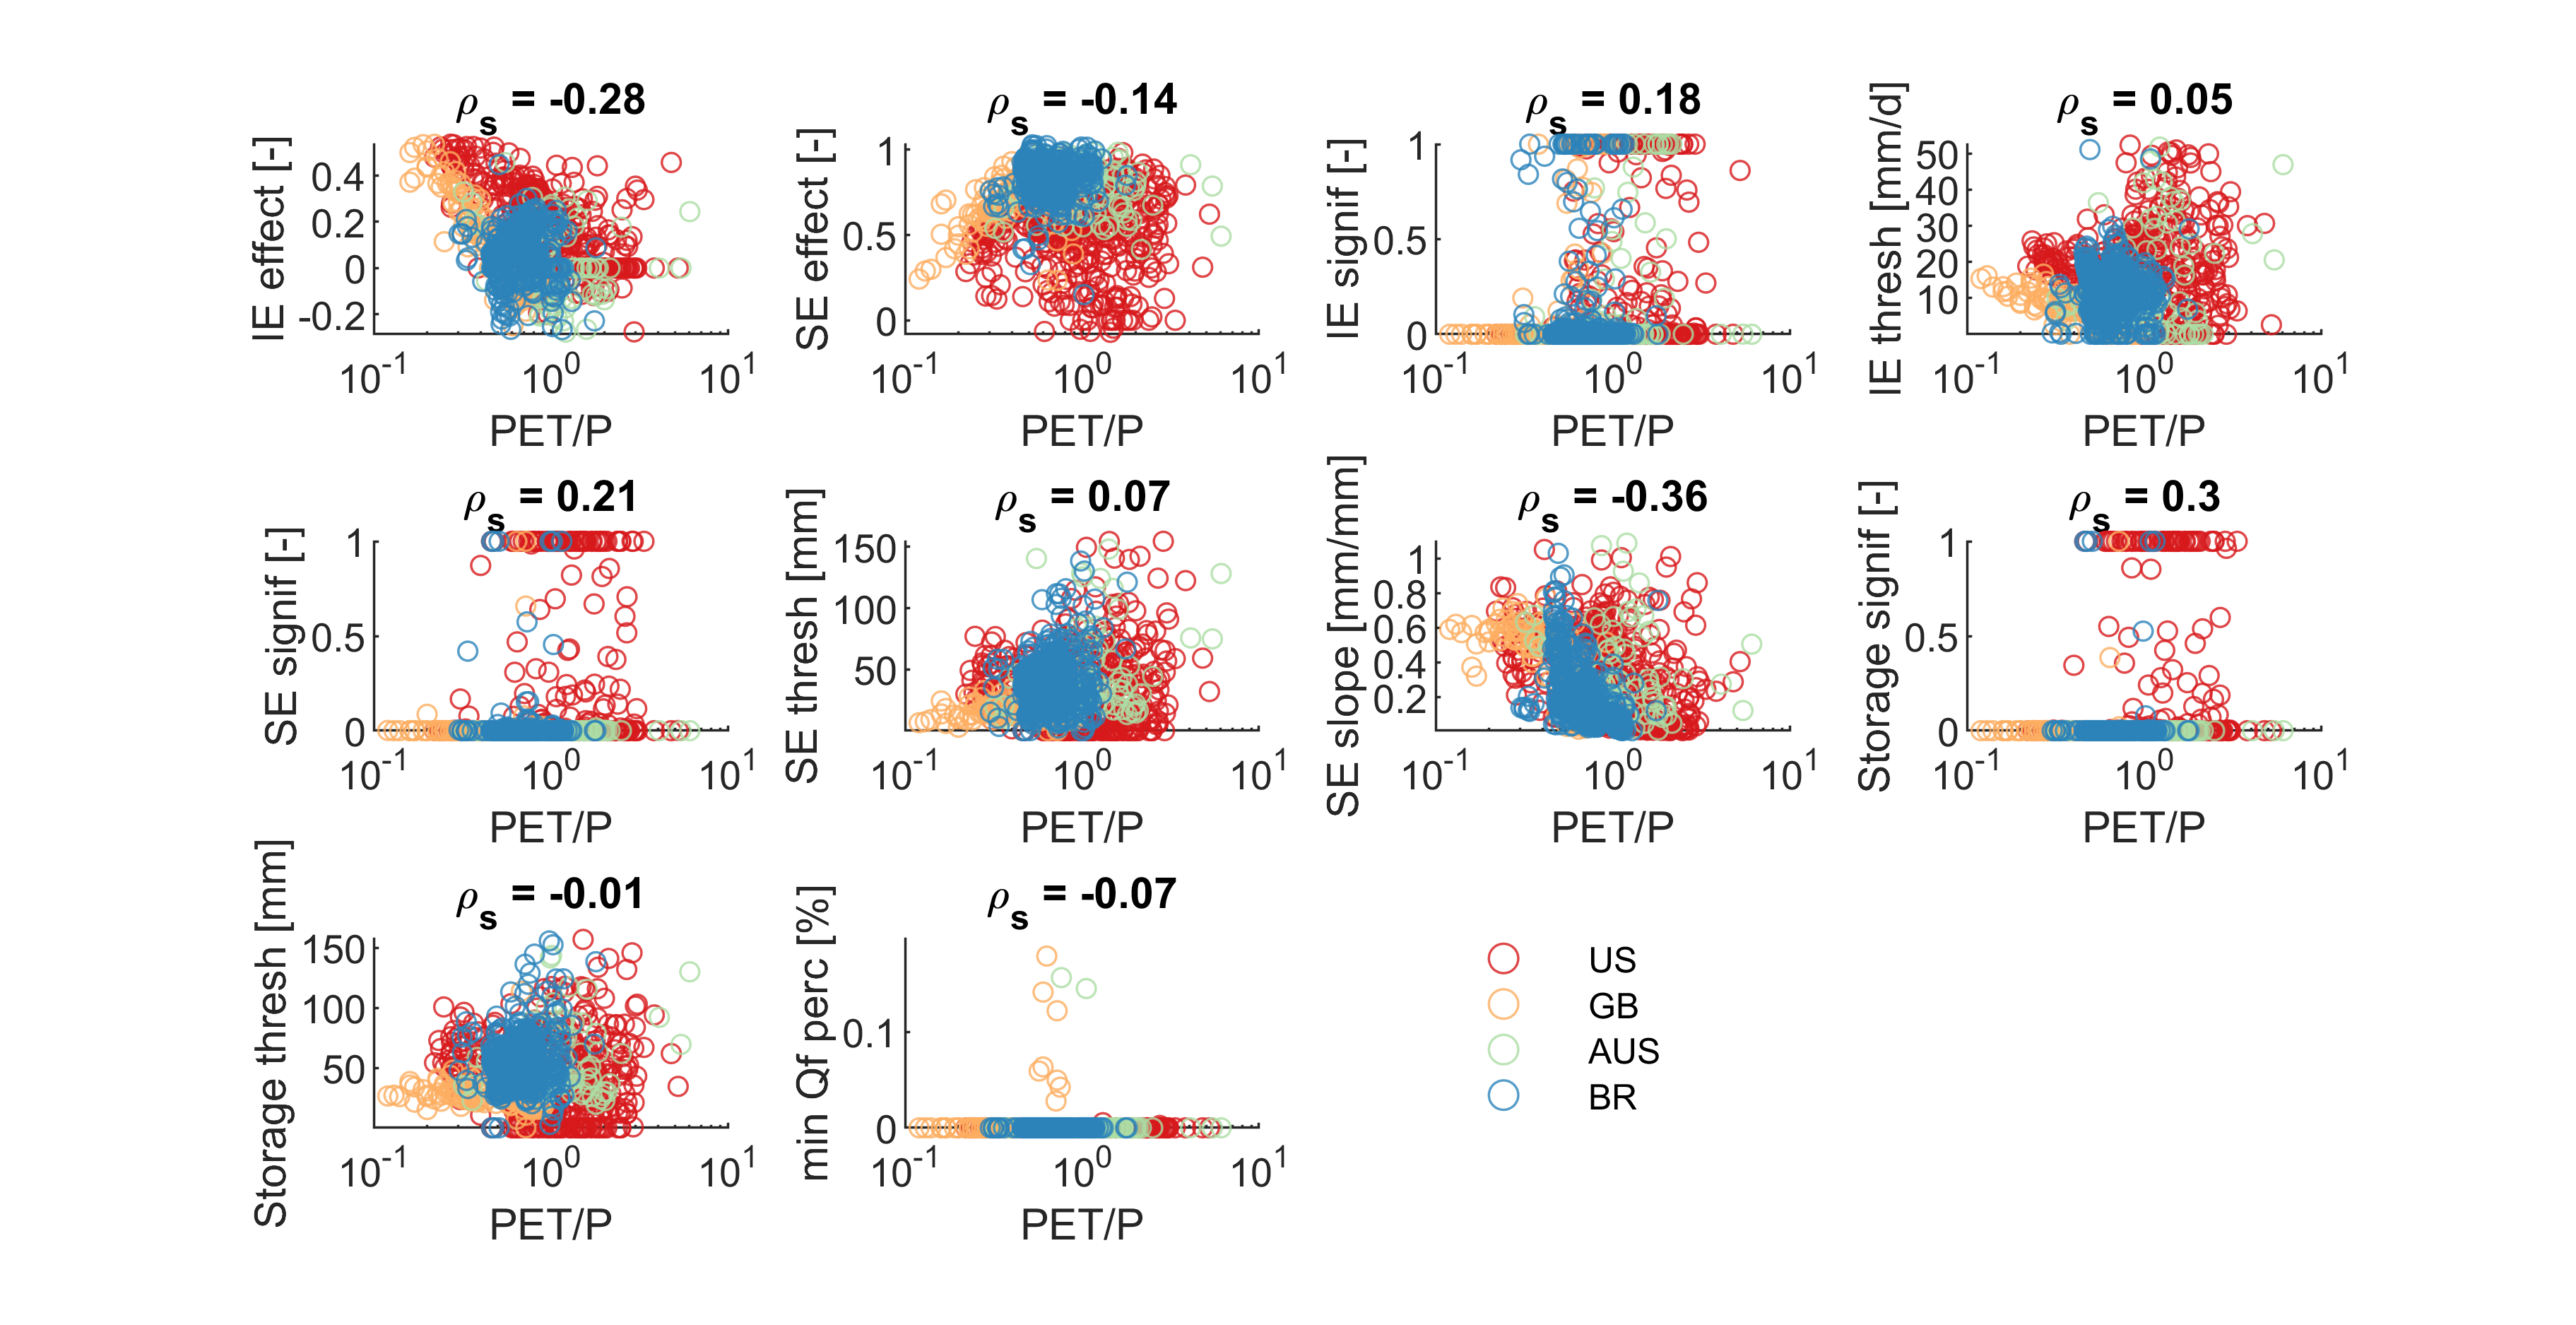 ρs = -0.28
IE effect [-]
0.4
0.2
0
-0.2
10-1
100
101
PET/P
ρs = -0.14
SE effect [-]
1
0.5
0
10-1
100
101
PET/P
ρs = 0.18
IE signif [-]
1
0.5
0
10-1
100
101
PET/P
ρs = 0.05
IE thresh [mm/d]
50
40
30
20
10
10-1
100
101
PET/P
ρs = 0.21
SE signif [-]
1
0.5
0
10-1
100
101
PET/P
ρs = 0.07
SE thresh [mm]
150
100
50
10-1
100
101
PET/P
ρs = -0.36
SE slope [mm/mm]
1
0.8
0.6
0.4
0.2
10-1
100
101
PET/P
ρs = 0.3
Storage signif [-]
1
0.5
0
10-1
100
101
PET/P
ρs = -0.01
Storage thresh [mm]
150
100
50
10-1
100
101
PET/P
ρs = -0.07
min Qf perc [%]
0.1
0
10-1
100
101
PET/P
US
GB
AUS
BR